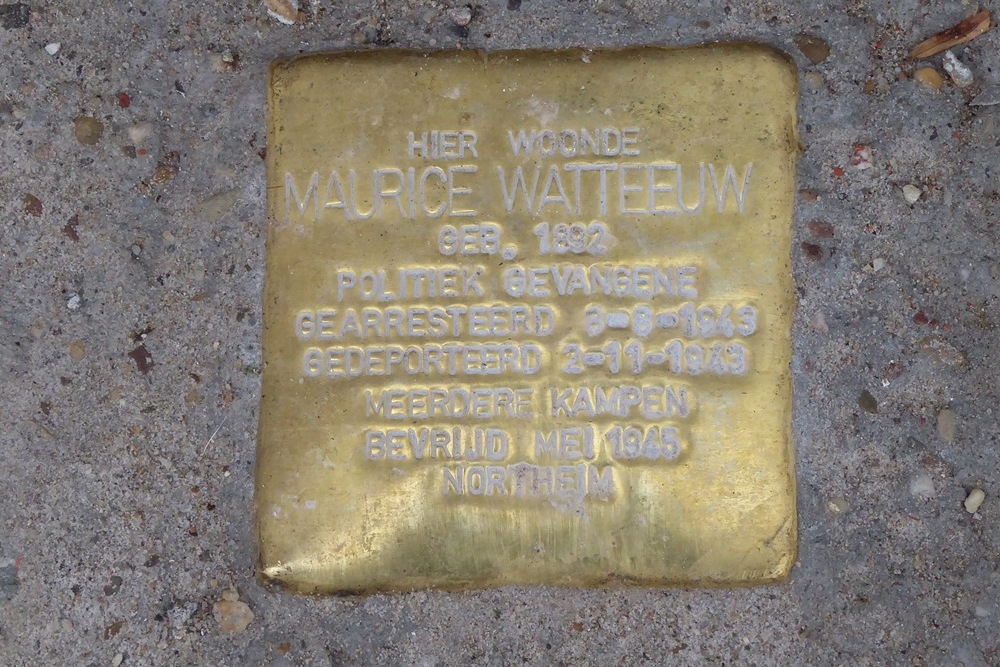 HIER WOONDE
MAURICE WATTEEUW
GEB. 1892
POLITIEK GEVANGENE
GEARRESTEERD 3-8-1943
GEDEPORTEERD 2-11-1943
MEERDERE KAMPEN
BEVRIJD MEI 1945
NORTHEIM